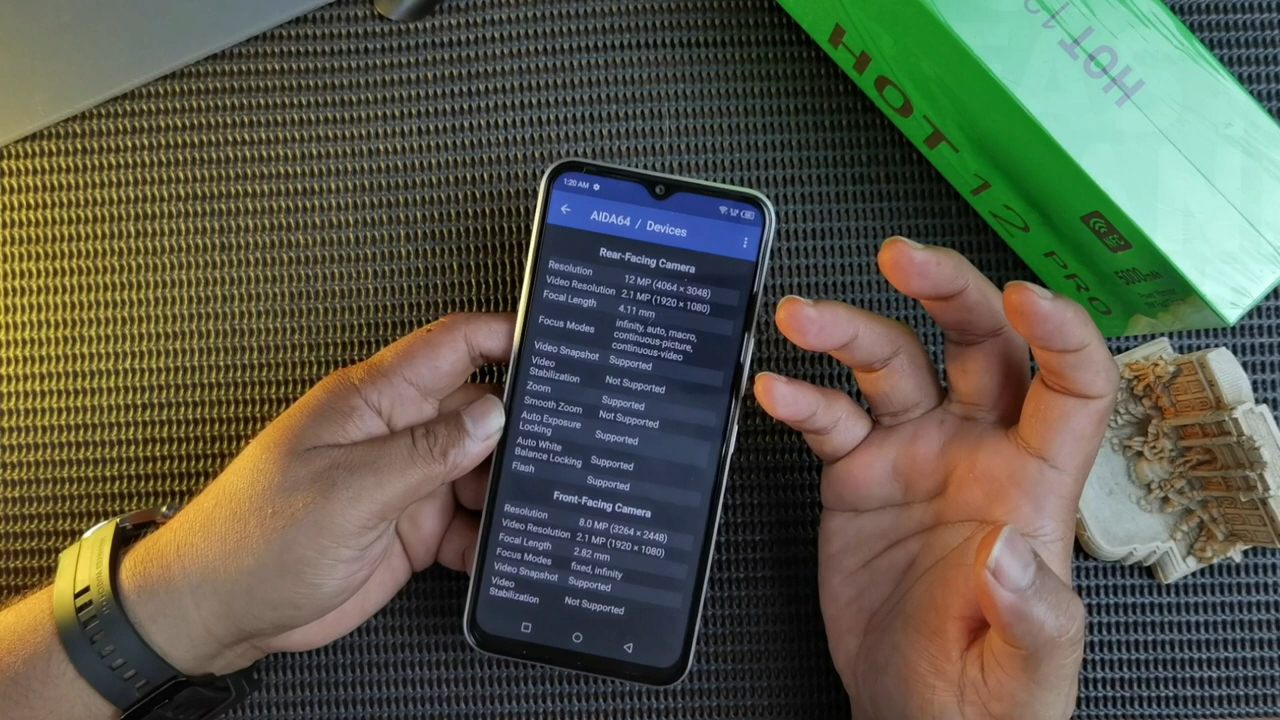 HOT 12
HOT 12 PRO
5000mAh
1:20 AM
AIDA64 / Devices
Rear-Facing Camera
Resolution 12 MP (4064 × 3048)
Video Resolution 2.1 MP (1920 × 1080)
Focal Length 4.11 mm
Focus Modes infinity, auto, macro,
continuous-picture,
continuous-video
Video Snapshot Supported
Video
Stabilization Not Supported
Zoom Supported
Smooth Zoom Not Supported
Auto Exposure
Locking Supported
Auto White
Balance Locking Supported
Flash Supported
Front-Facing Camera
Resolution 8.0 MP (3264 × 2448)
Video Resolution 2.1 MP (1920 × 1080)
Focal Length 2.82 mm
Focus Modes fixed, infinity
Video Snapshot Supported
Video
Stabilization Not Supported